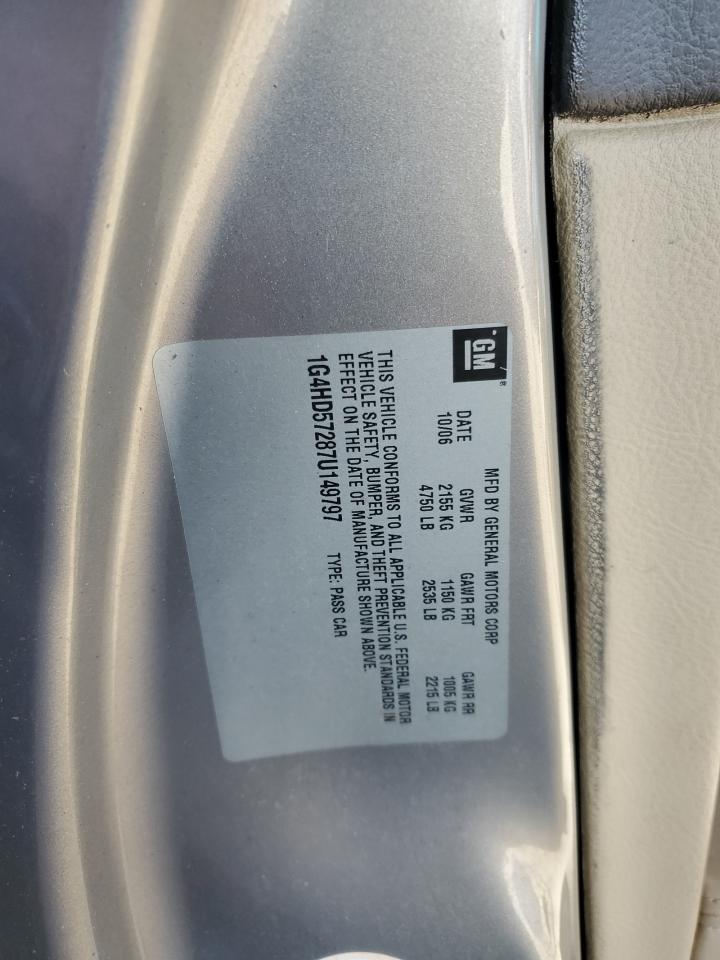 GM
MFD BY GENERAL MOTORS CORP
DATE GVWR GAWR FRT GAWR RR
10/06 2155 KG 1150 KG 1005 KG
4750 LB 2535 LB 2215 LB
THIS VEHICLE CONFORMS TO ALL APPLICABLE U.S. FEDERAL MOTOR
VEHICLE SAFETY, BUMPER, AND THEFT PREVENTION STANDARDS IN
EFFECT ON THE DATE OF MANUFACTURE SHOWN ABOVE.
1G4HD57287U149797 TYPE: PASS CAR